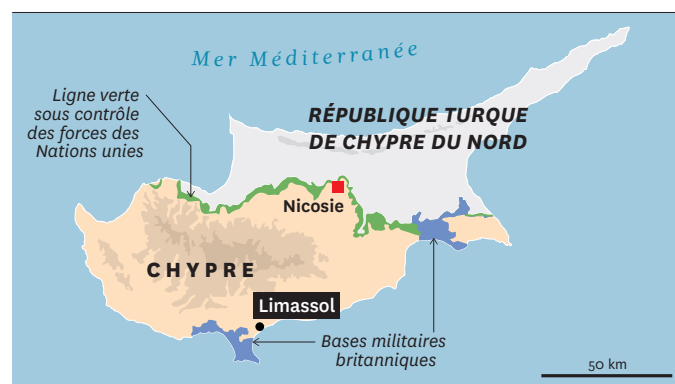 Mer Méditerranée
Ligne verte
sous contrôle
des forces des
Nations unies
RÉPUBLIQUE TURQUE
DE CHYPRE DU NORD
Nicosie
CHYPRE
Limassol
Bases militaires
britanniques
50 km